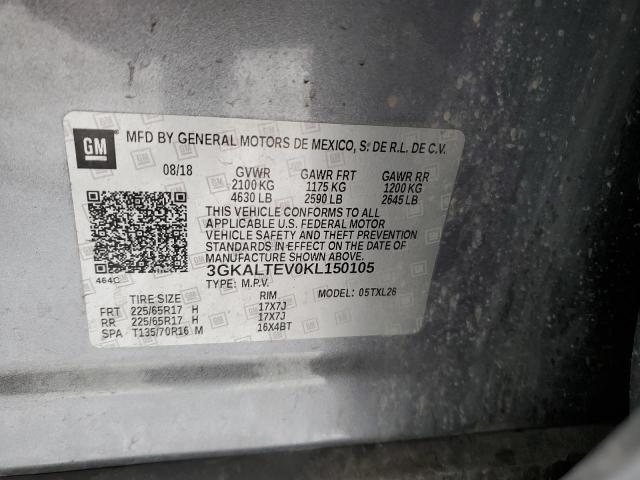 GM
MFD BY GENERAL MOTORS DE MEXICO, S. DE R.L. DE C.V.
08/18 GVWR GAWR FRT GAWR RR
2100 KG 1175 KG 1200 KG
4630 LB 2590 LB 2645 LB
THIS VEHICLE CONFORMS TO ALL
APPLICABLE U.S. FEDERAL MOTOR
VEHICLE SAFETY AND THEFT PREVENTION
STANDARDS IN EFFECT ON THE DATE OF
MANUFACTURE SHOWN ABOVE.
3GKALTEV0KL150105
464C
TYPE: M.P.V. MODEL: 05TXL26
TIRE SIZE RIM
FRT 225/65R17 H 17X7J
RR 225/65R17 H 17X7J
SPA T135/70R16 M 16X4BT